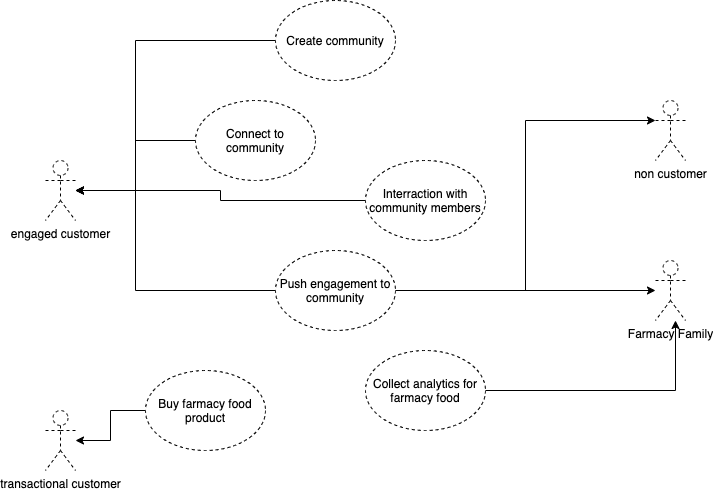 Create community
Connect to
community
non customer
Interraction with
community members
engaged customer
Push engagement to
community
Farmacy Family
Collect analytics for
farmacy food
Buy farmacy food
product
transactional customer